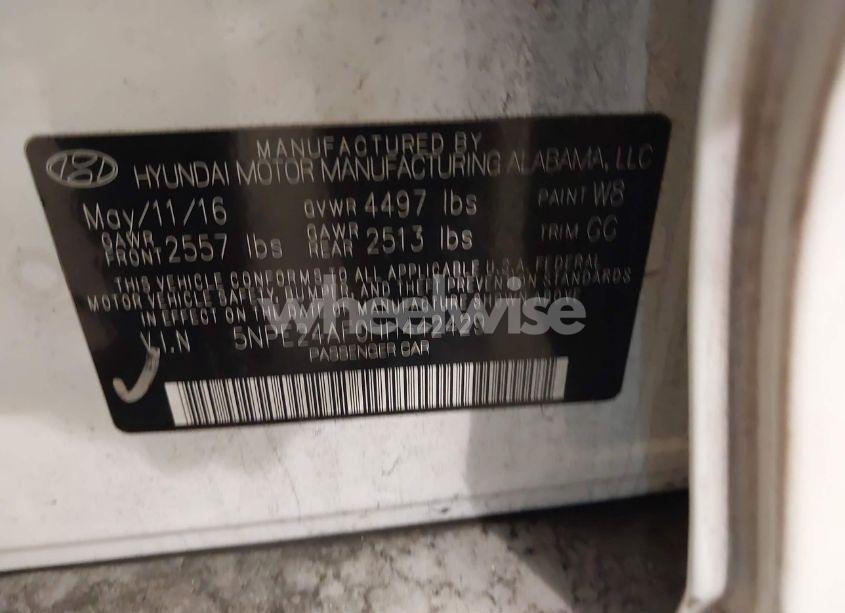 MANUFACTURED BY
HYUNDAI MOTOR MANUFACTURING ALABAMA, LLC
May/11/16 GVWR 4497 lbs PAINT W8
GAWR FRONT 2557 lbs GAWR REAR 2513 lbs TRIM GG
THIS VEHICLE CONFORMS TO ALL APPLICABLE U.S.A. FEDERAL
MOTOR VEHICLE SAFETY, BUMPER, AND THEFT PREVENTION STANDARDS
IN EFFECT ON THE DATE OF MANUFACTURE SHOWN ABOVE.
wheelwise
V.I.N
PASSENGER CAR